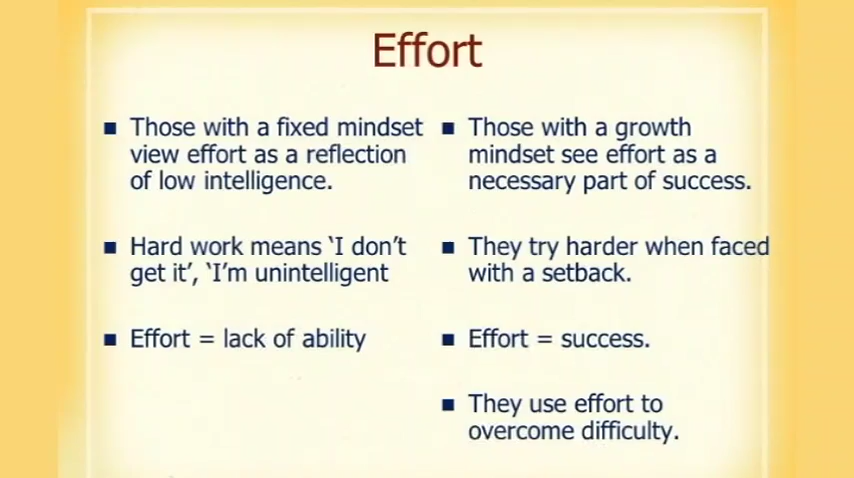 Effort
■ Those with a fixed mindset
view effort as a reflection
of low intelligence.
■ Hard work means ‘I don’t
get it’, ‘I’m unintelligent
■ Effort = lack of ability
■ Those with a growth
mindset see effort as a
necessary part of success.
■ They try harder when faced
with a setback.
■ Effort = success.
■ They use effort to
overcome difficulty.